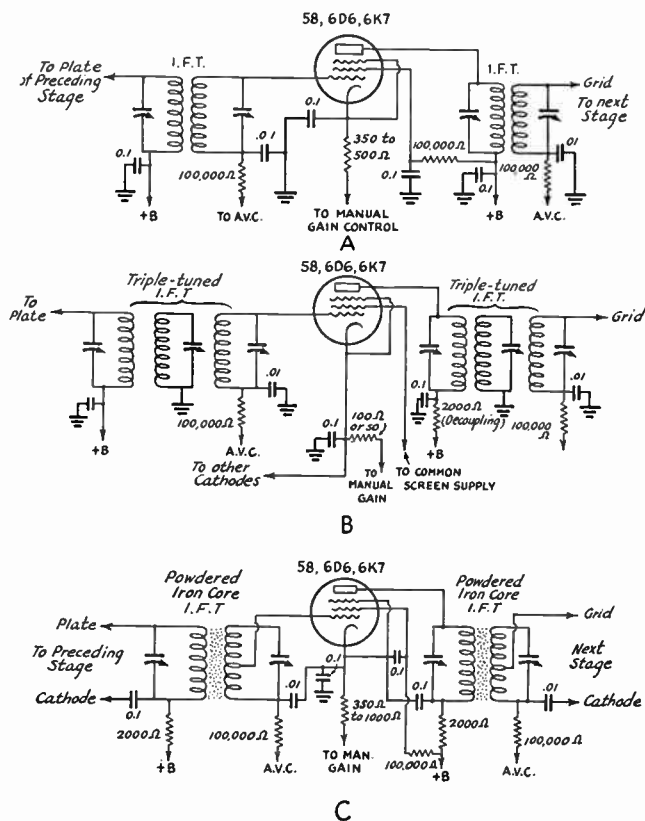 58, 6D6, 6K7
To Plate
of Preceding
Stage
I.F.T.
I.F.T.
Grid
To next
Stage
0.1
0.1
.01
100,000Ω
350 to
500Ω
100,000Ω
0.1
0.1
100,000
Ω
.01
+B
TO A.V.C.
TO MANUAL
GAIN CONTROL
+B
A.V.C.
A
58, 6D6, 6K7
Triple-tuned
I.F.T
Triple-tuned
I.F.T.
To
Plate
Grid
.01
100,000Ω
0.1
100Ω
or so
0.1
2000Ω
(Decoupling)
100,000
Ω
.01
+B
A.V.C.
To other
Cathodes
TO
MANUAL
GAIN
TO COMMON
SCREEN SUPPLY
+B
B
58, 6D6, 6K7
Powdered
Iron Core
I.F.T
Powdered
Iron Core
I.F.T
Plate
To Preceding
Stage
Cathode
Grid
Next
Stage
Cathode
0.1
2000Ω
.01
100,000Ω
0.1
0.1
350Ω
to 1000Ω
0.1
2000Ω
.01
100,000Ω
100,000Ω
+B
A.V.C.
TO MAN.
GAIN
+B
A.V.C.
C